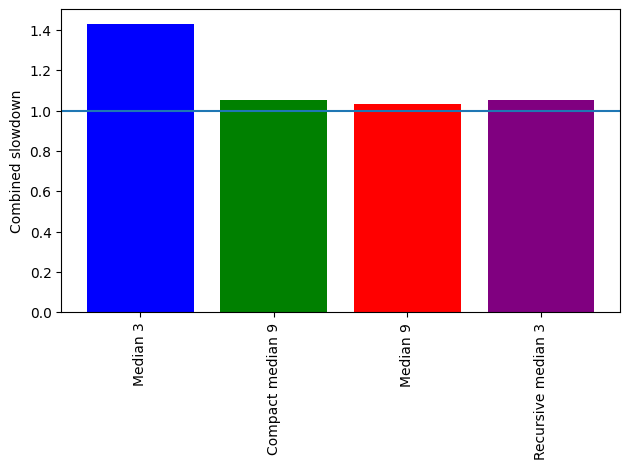 Combined slowdown
1.4
1.2
1.0
0.8
0.6
0.4
0.2
0.0
Median 3
Compact median 9
Median 9
Recursive median 3